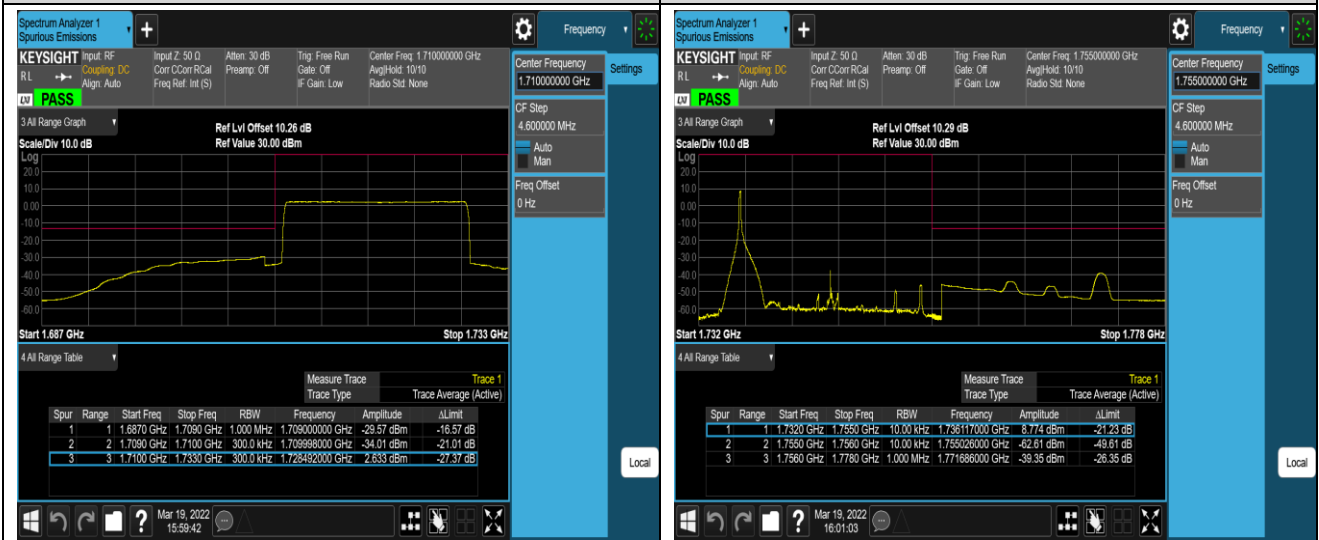 Spectrum Analyzer 1
Spurious Emissions
Frequency
KEYSIGHT Input: RF Input Z: 50 Ω Atten: 30 dB Trig: Free Run Center Freq: 1.710000000 GHz
Coupling: DC Corr CCorr RCal Preamp: Off Gate: Off Avg|Hold: 10/10
RL Align: Auto Freq Ref: Int (S) IF Gain: Low Radio Std: None
LXI PASS
3 All Range Graph
Ref Lvl Offset 10.26 dB
Scale/Div 10.0 dB Ref Value 30.00 dBm
Log
20.0
10.0
0.00
-10.0
-20.0
-30.0
-40.0
-50.0
-60.0
Start 1.687 GHz Stop 1.733 GHz
4 All Range Table
Measure Trace Trace 1
Trace Type Trace Average (Active)
Spur Range Start Freq Stop Freq RBW Frequency Amplitude ΔLimit
1 1 1.6870 GHz 1.7090 GHz 1.000 MHz 1.709000000 GHz -29.57 dBm -16.57 dB
2 2 1.7090 GHz 1.7100 GHz 300.0 kHz 1.709998000 GHz -34.01 dBm -21.01 dB
3 3 1.7100 GHz 1.7330 GHz 300.0 kHz 1.728492000 GHz 2.633 dBm -27.37 dB
Center Frequency
1.710000000 GHz
Settings
CF Step
4.600000 MHz
Auto
Man
Freq Offset
0 Hz
Local
Mar 19, 2022
15:59:42
Spectrum Analyzer 1
Spurious Emissions
Frequency
KEYSIGHT Input: RF Input Z: 50 Ω Atten: 30 dB Trig: Free Run Center Freq: 1.755000000 GHz
Coupling: DC Corr CCorr RCal Preamp: Off Gate: Off Avg|Hold: 10/10
RL Align: Auto Freq Ref: Int (S) IF Gain: Low Radio Std: None
LXI PASS
3 All Range Graph
Ref Lvl Offset 10.29 dB
Scale/Div 10.0 dB Ref Value 30.00 dBm
Log
20.0
10.0
0.00
-10.0
-20.0
-30.0
-40.0
-50.0
-60.0
Start 1.732 GHz Stop 1.778 GHz
4 All Range Table
Measure Trace Trace 1
Trace Type Trace Average (Active)
Spur Range Start Freq Stop Freq RBW Frequency Amplitude ΔLimit
1 1 1.7320 GHz 1.7550 GHz 10.00 kHz 1.736117000 GHz 8.774 dBm -21.23 dB
2 2 1.7550 GHz 1.7560 GHz 10.00 kHz 1.755026000 GHz -62.61 dBm -49.61 dB
3 3 1.7560 GHz 1.7780 GHz 1.000 MHz 1.771686000 GHz -39.35 dBm -26.35 dB
Center Frequency
1.755000000 GHz
Settings
CF Step
4.600000 MHz
Auto
Man
Freq Offset
0 Hz
Local
Mar 19, 2022
16:01:03